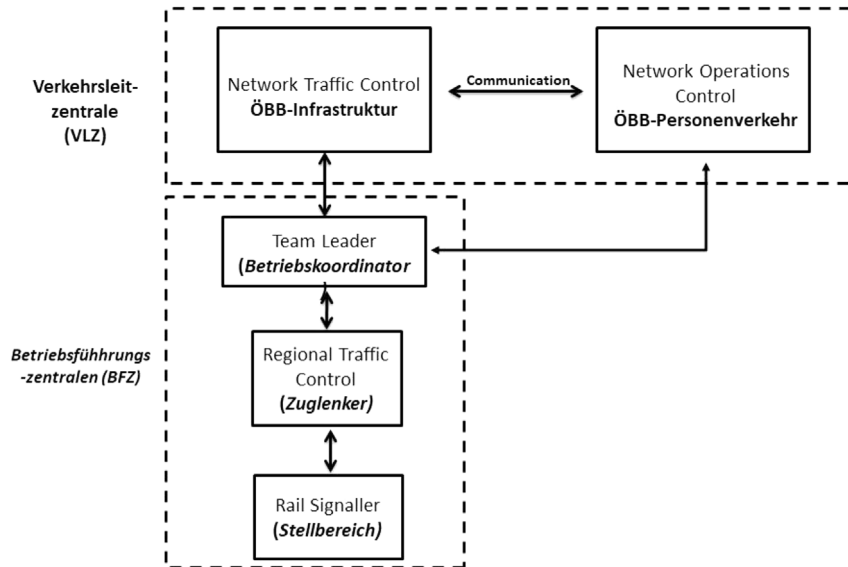 Verkehrsleit-
zentrale
(VLZ)
Network Traffic Control
ÖBB-Infrastruktur
Communication
Network Operations
Control
ÖBB-Personenverkehr
Betriebsfühhrungs
-zentralen (BFZ)
Team Leader
(Betriebskoordinator
Regional Traffic
Control
(Zuglenker)
Rail Signaller
(Stellbereich)